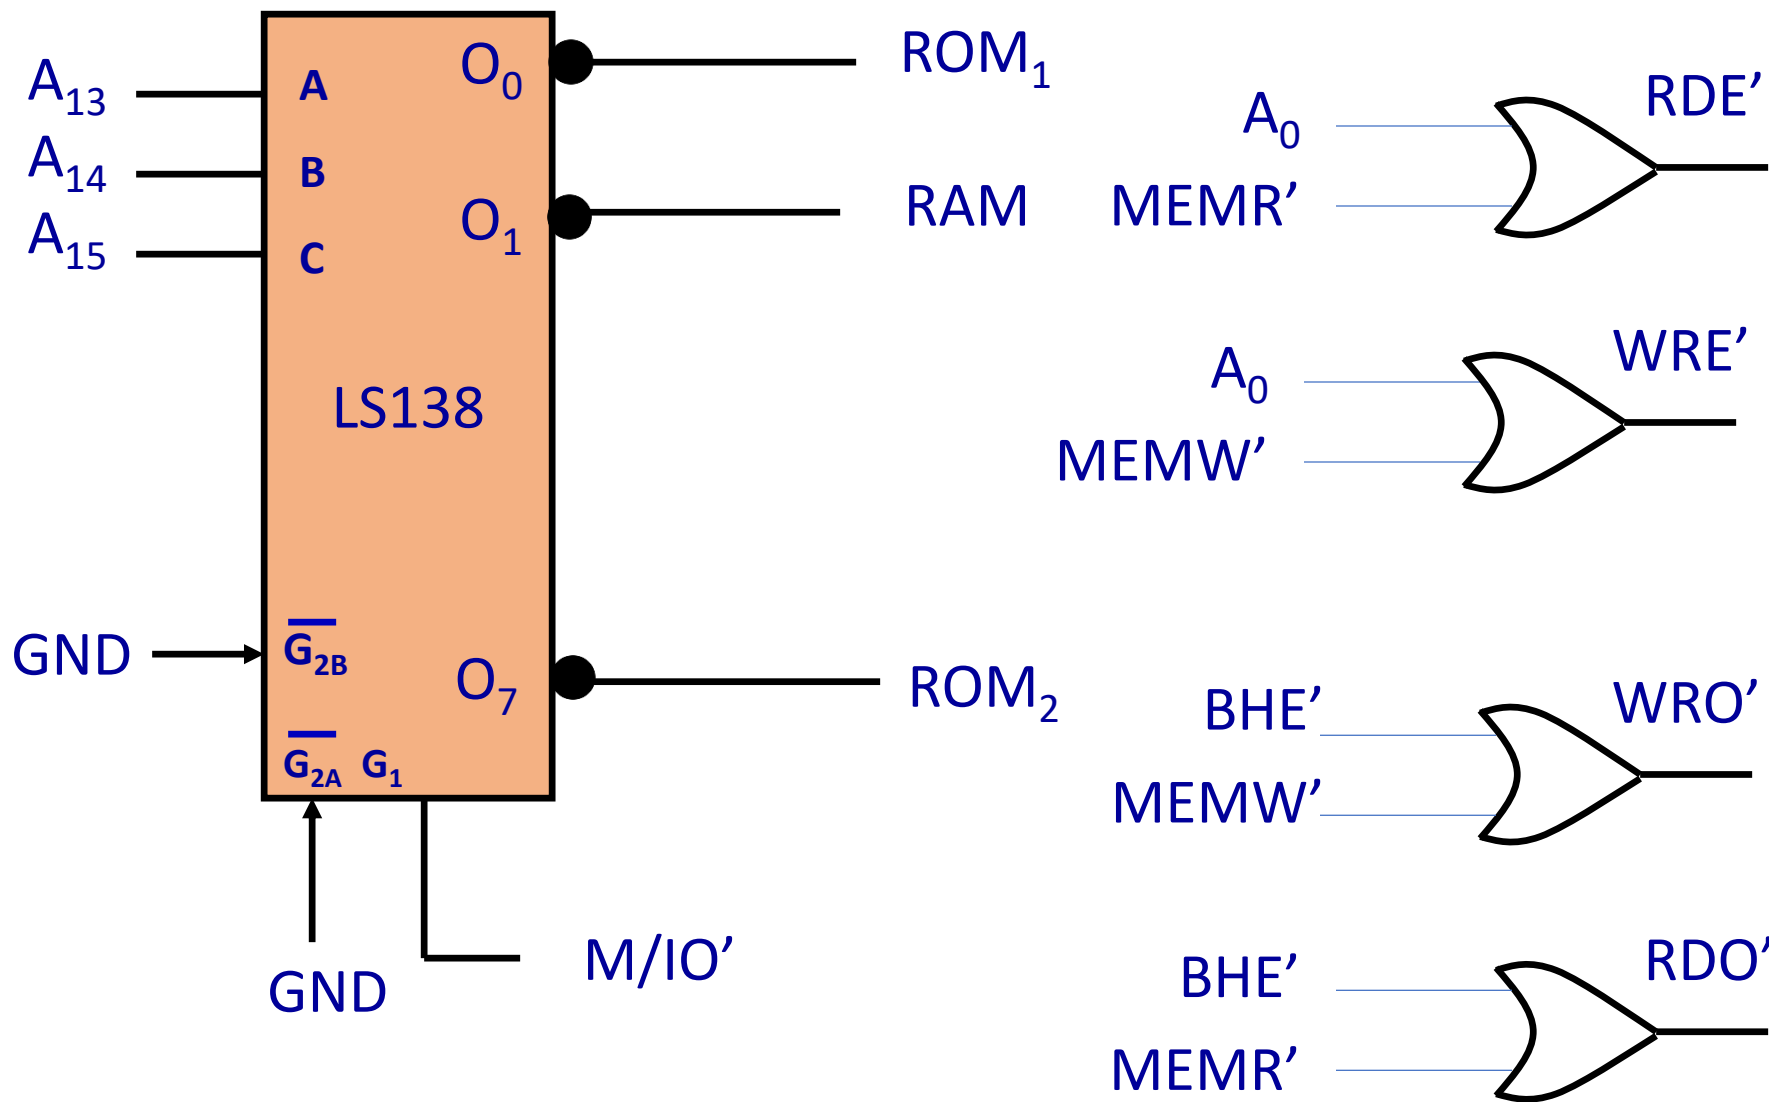 A₁₃
A₁₄
A₁₅
A
B
C
O₀
O₁
LS138
GND
G₂B
O₇
G₂A G₁
GND
M/IO’
ROM₁
RAM
ROM₂
A₀
MEMR’
RDE’
A₀
MEMW’
WRE’
BHE’
MEMW’
WRO’
BHE’
MEMR’
RDO’